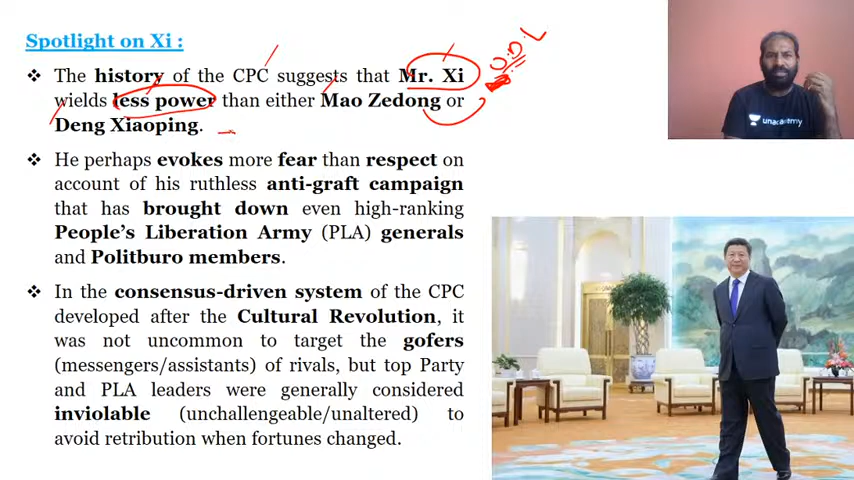 Spotlight on Xi :
❖ The history of the CPC suggests that Mr. Xi
wields less power than either Mao Zedong or
Deng Xiaoping.
❖ He perhaps evokes more fear than respect on
account of his ruthless anti-graft campaign
that has brought down even high-ranking
People's Liberation Army (PLA) generals
and Politburo members.
❖ In the consensus-driven system of the CPC
developed after the Cultural Revolution, it
was not uncommon to target the gofers
(messengers/assistants) of rivals, but top Party
and PLA leaders were generally considered
inviolable (unchallengeable/unaltered) to
avoid retribution when fortunes changed.
unacademy